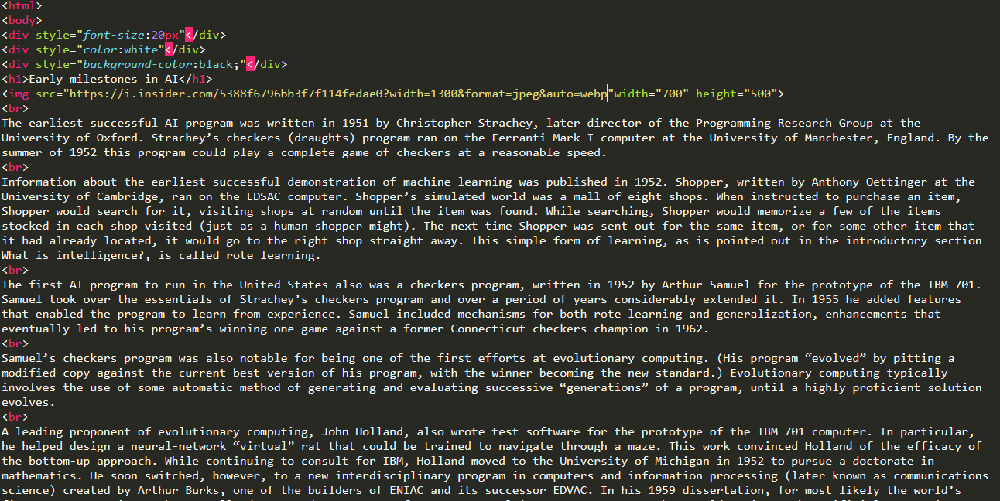 <html>
<body>
<div style="font-size:20px"</div>
<div style="color:white"</div>
<div style="background-color:black;"</div>
<h1>Early milestones in AI</h1>
<img src="https://i.insider.com/5388f6796bb3f7f114fedae0?width=1300&format=jpeg&auto=webp"width="700" height="500">
<br>
The earliest successful AI program was written in 1951 by Christopher Strachey, later director of the Programming Research Group at the
University of Oxford. Strachey’s checkers (draughts) program ran on the Ferranti Mark I computer at the University of Manchester, England. By the
summer of 1952 this program could play a complete game of checkers at a reasonable speed.
<br>
Information about the earliest successful demonstration of machine learning was published in 1952. Shopper, written by Anthony Oettinger at the
University of Cambridge, ran on the EDSAC computer. Shopper’s simulated world was a mall of eight shops. When instructed to purchase an item,
Shopper would search for it, visiting shops at random until the item was found. While searching, Shopper would memorize a few of the items
stocked in each shop visited (just as a human shopper might). The next time Shopper was sent out for the same item, or for some other item that
it had already located, it would go to the right shop straight away. This simple form of learning, as is pointed out in the introductory section
What is intelligence?, is called rote learning.
<br>
The first AI program to run in the United States also was a checkers program, written in 1952 by Arthur Samuel for the prototype of the IBM 701.
Samuel took over the essentials of Strachey’s checkers program and over a period of years considerably extended it. In 1955 he added features
that enabled the program to learn from experience. Samuel included mechanisms for both rote learning and generalization, enhancements that
eventually led to his program’s winning one game against a former Connecticut checkers champion in 1962.
<br>
Samuel’s checkers program was also notable for being one of the first efforts at evolutionary computing. (His program “evolved” by pitting a
modified copy against the current best version of his program, with the winner becoming the new standard.) Evolutionary computing typically
involves the use of some automatic method of generating and evaluating successive “generations” of a program, until a highly proficient solution
evolves.
<br>
A leading proponent of evolutionary computing, John Holland, also wrote test software for the prototype of the IBM 701 computer. In particular,
he helped design a neural-network “virtual” rat that could be trained to navigate through a maze. This work convinced Holland of the efficacy of
the bottom-up approach. While continuing to consult for IBM, Holland moved to the University of Michigan in 1952 to pursue a doctorate in
mathematics. He soon switched, however, to a new interdisciplinary program in computers and information processing (later known as communications
science) created by Arthur Burks, one of the builders of ENIAC and its successor EDVAC. In his 1959 dissertation, for most likely the world’s